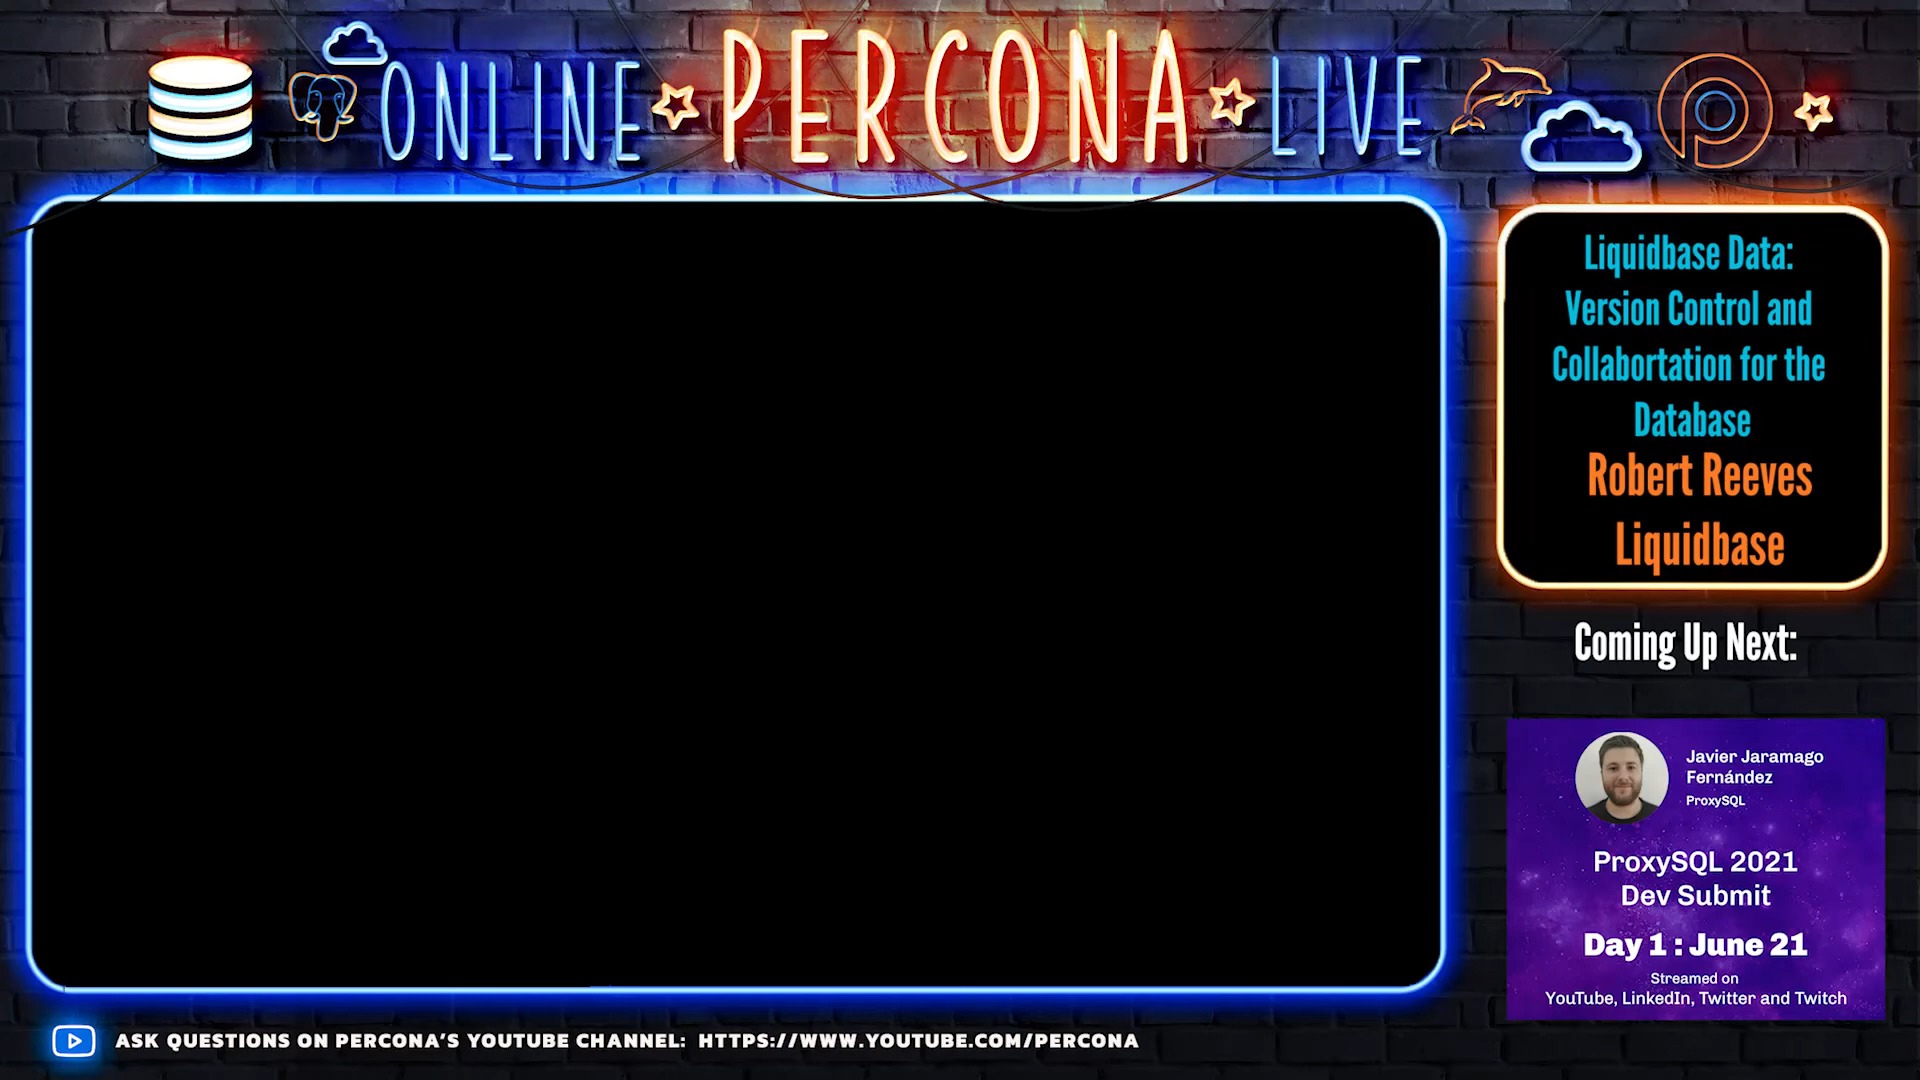 ONLINE PERCONA LIVE
Liquidbase Data:
Version Control and
Collabortation for the
Database
Robert Reeves
Liquidbase
Coming Up Next:
Javier Jaramago
Fernández
ProxySQL
ProxySQL 2021
Dev Submit
Day 1 : June 21
Streamed on
YouTube, LinkedIn, Twitter and Twitch
ASK QUESTIONS ON PERCONA'S YOUTUBE CHANNEL: HTTPS://WWW.YOUTUBE.COM/PERCONA